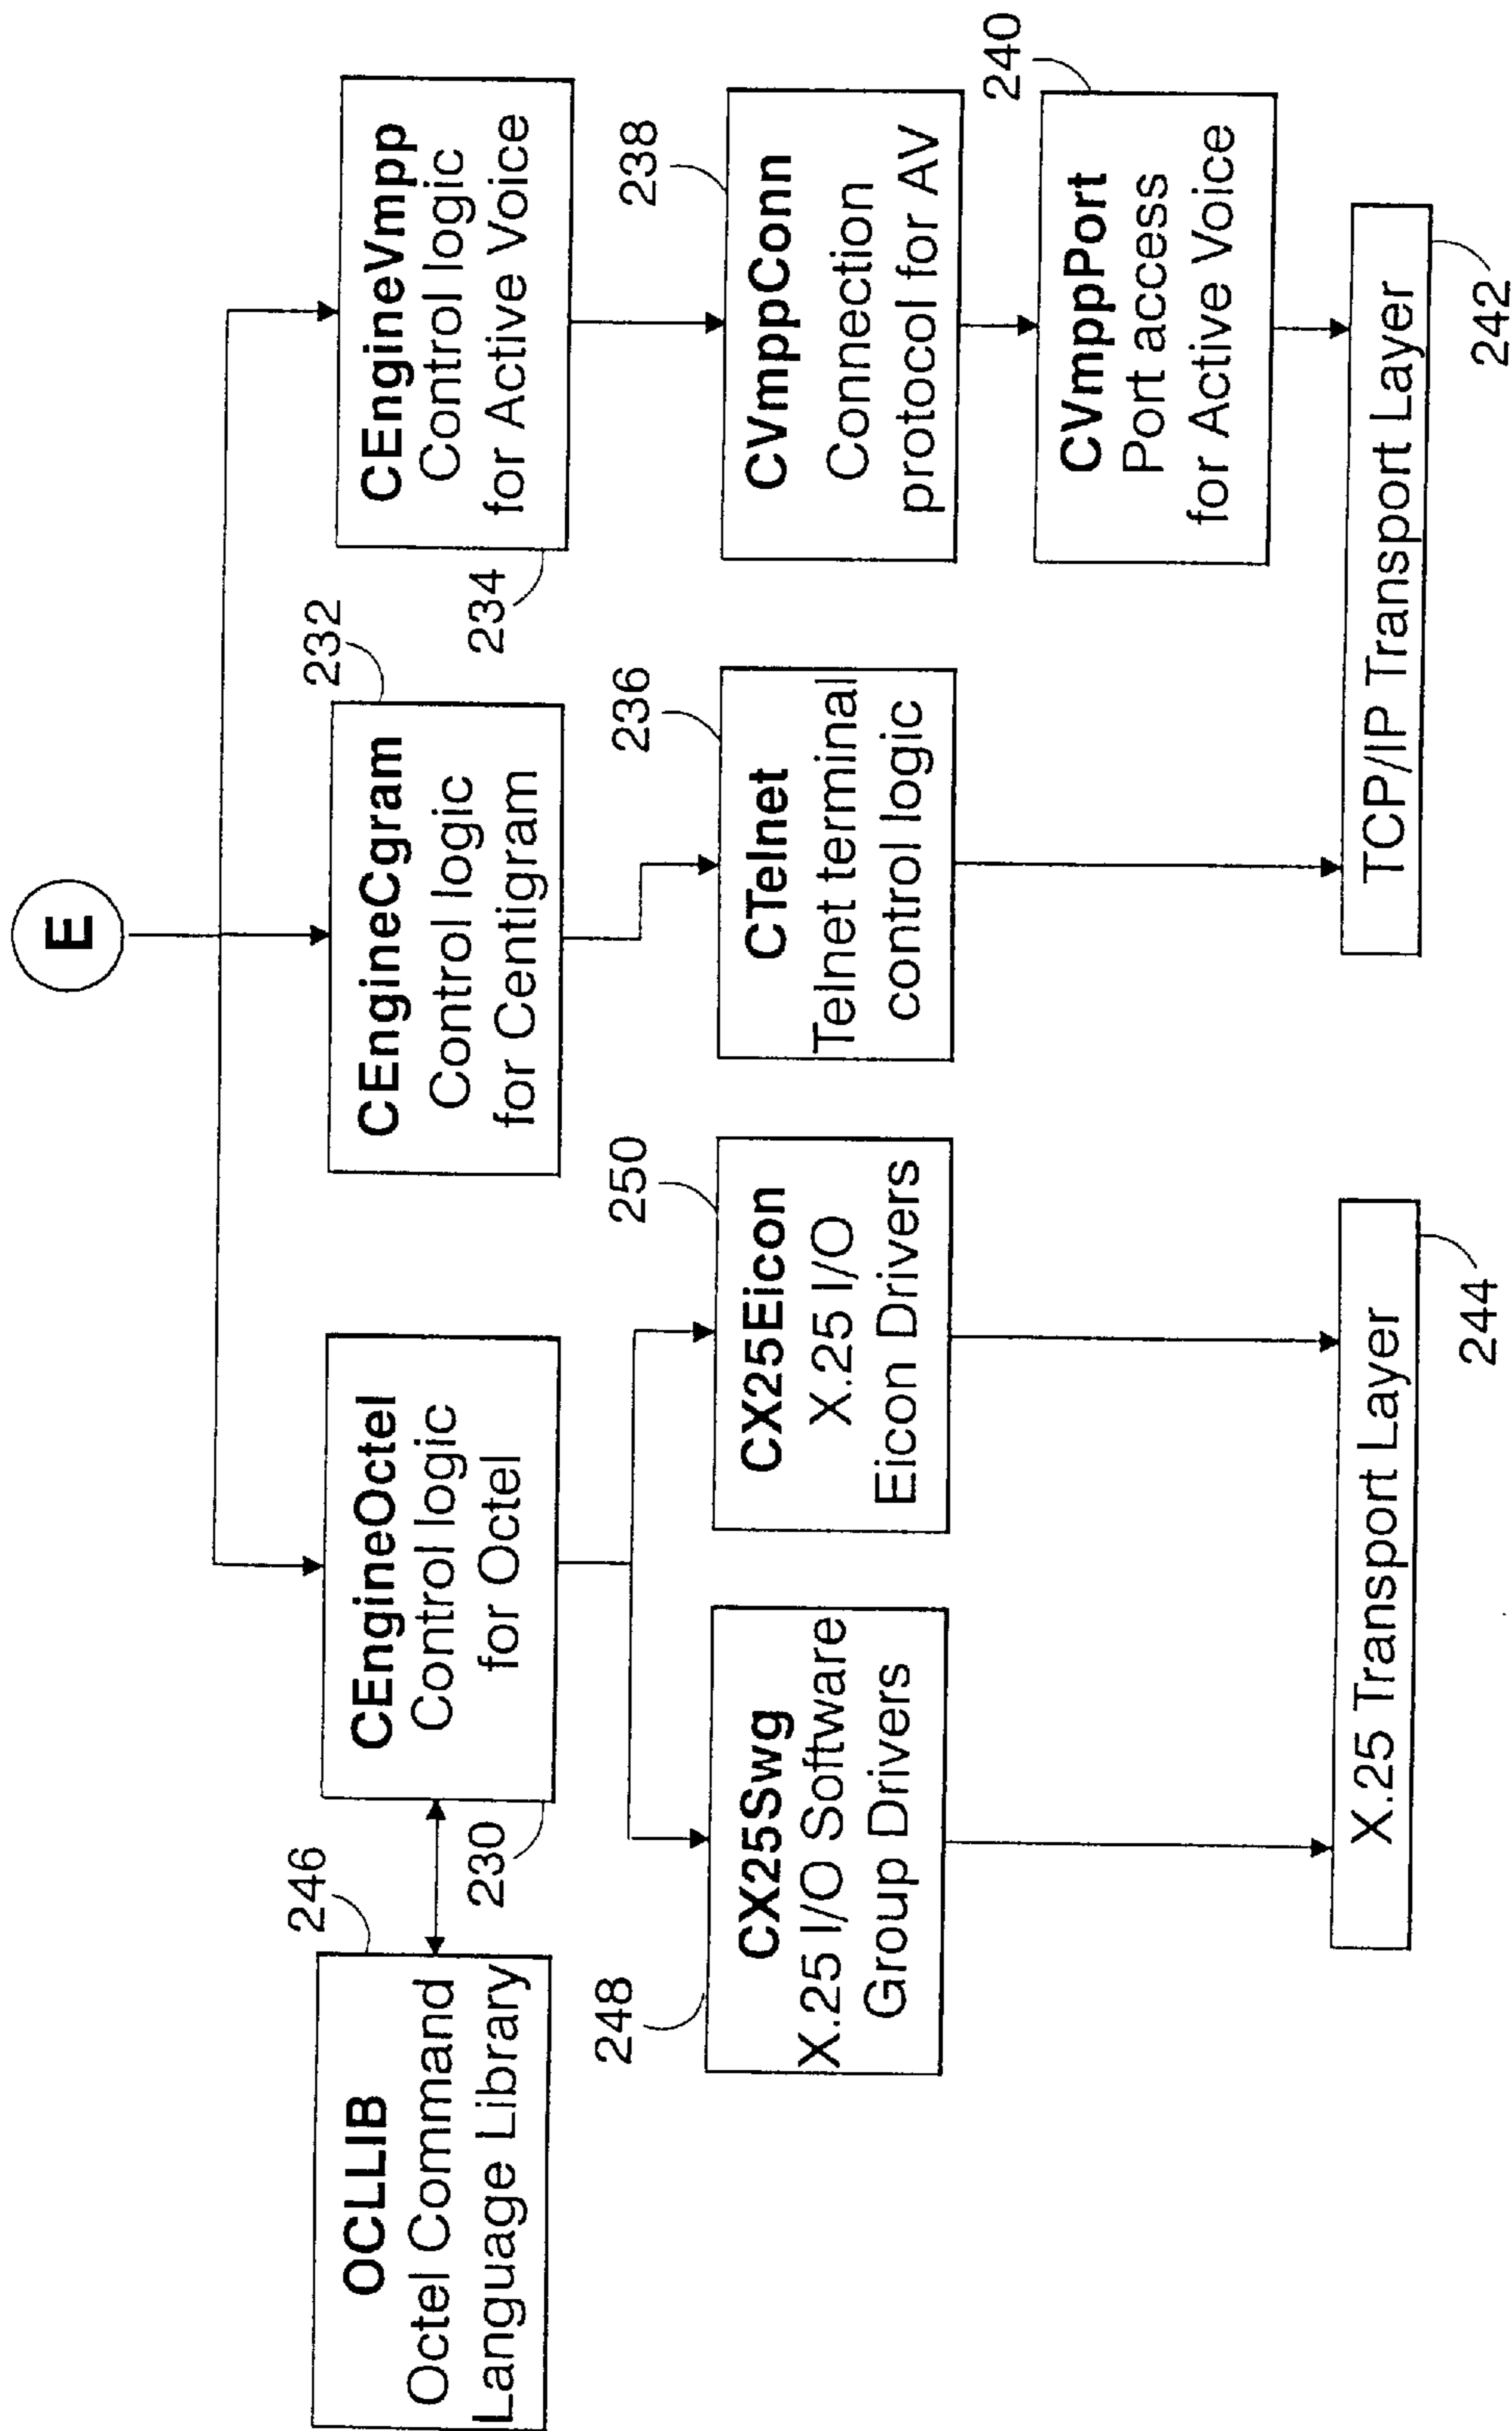 E
OCLLIB
Octel Command
Language Library
246
CEngineOctel
Control logic
for Octel
230
CEngineCgram
Control logic
for Centigram
232
CEngineVmpp
Control logic
for Active Voice
234
CX25Swg
X.25 I/O Software
Group Drivers
248
CX25Eicon
X.25 I/O
Eicon Drivers
250
CTelnet
Telnet terminal
control logic
236
CVmppConn
Connection
protocol for AV
238
CVmppPort
Port access
for Active Voice
240
X.25 Transport Layer
244
TCP/IP Transport Layer
242